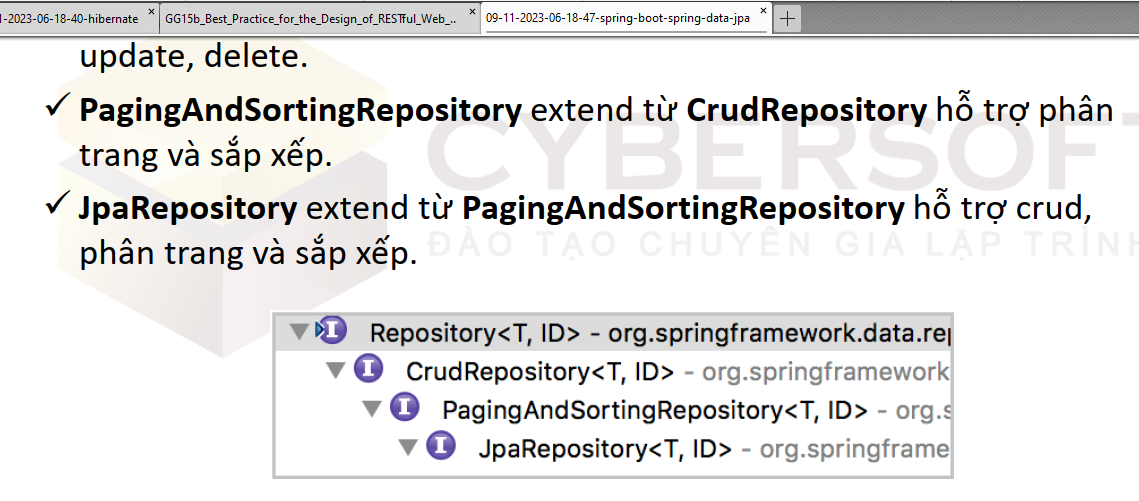 1-2023-06-18-40-hibernate
GG15b_Best_Practice_for_the_Design_of_RESTful_Web_..
09-11-2023-06-18-47-spring-boot-spring-data-jpa
update, delete.
✓ PagingAndSortingRepository extend từ CrudRepository hỗ trợ phân
trang và sắp xếp.
✓ JpaRepository extend từ PagingAndSortingRepository hỗ trợ crud,
phân trang và sắp xếp.
CYBERSOFT
ĐÀO TẠO CHUYÊN GIA LẬP TRÌNH
Repository<T, ID> - org.springframework.data.rep
CrudRepository<T, ID> - org.springframework
PagingAndSortingRepository<T, ID> - org.s
JpaRepository<T, ID> - org.springframe